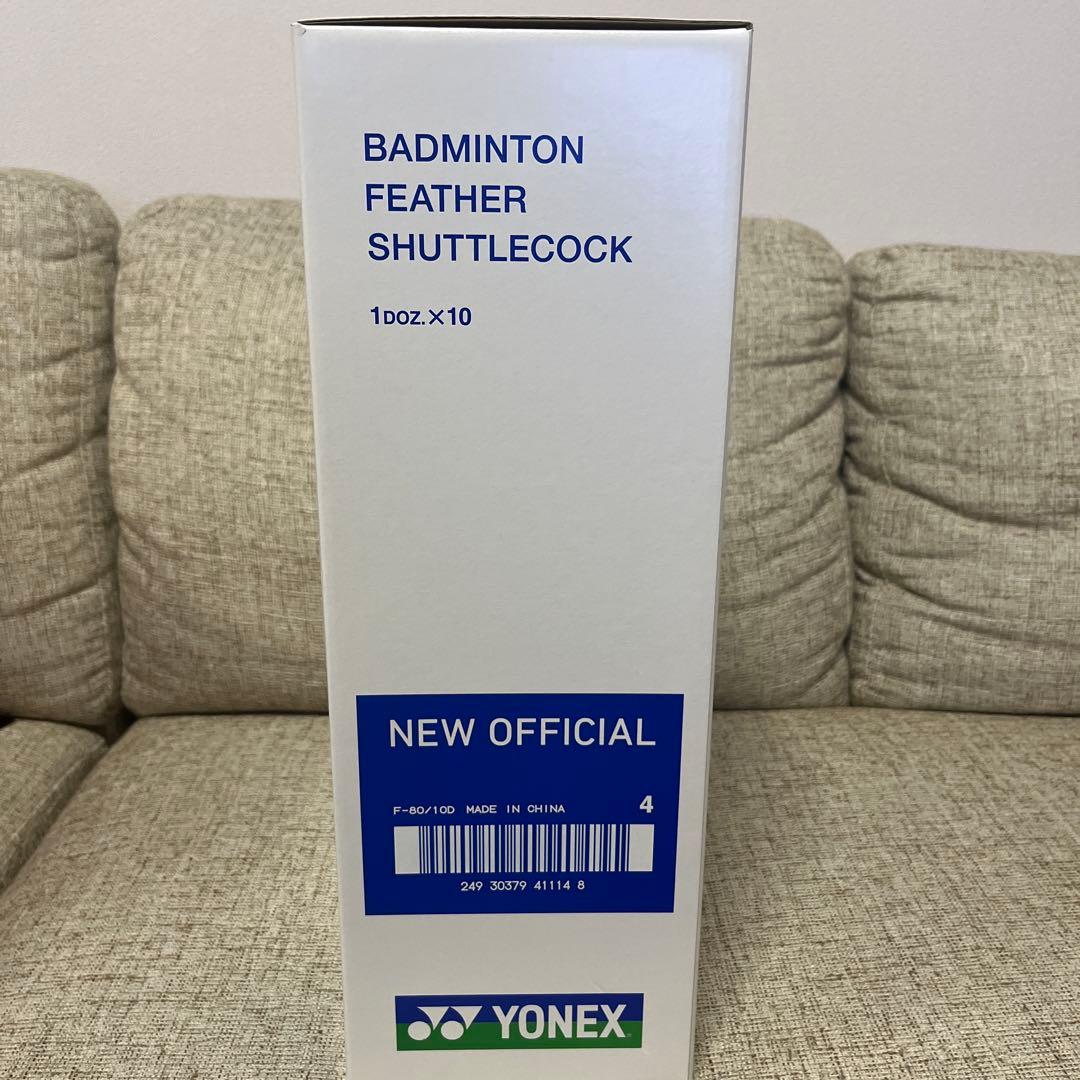 BADMINTON
FEATHER
SHUTTLECOCK
1DOZ.×10
NEW OFFICIAL
F-80/10D MADE IN CHINA 4
249 30379 41114 8
YONEX